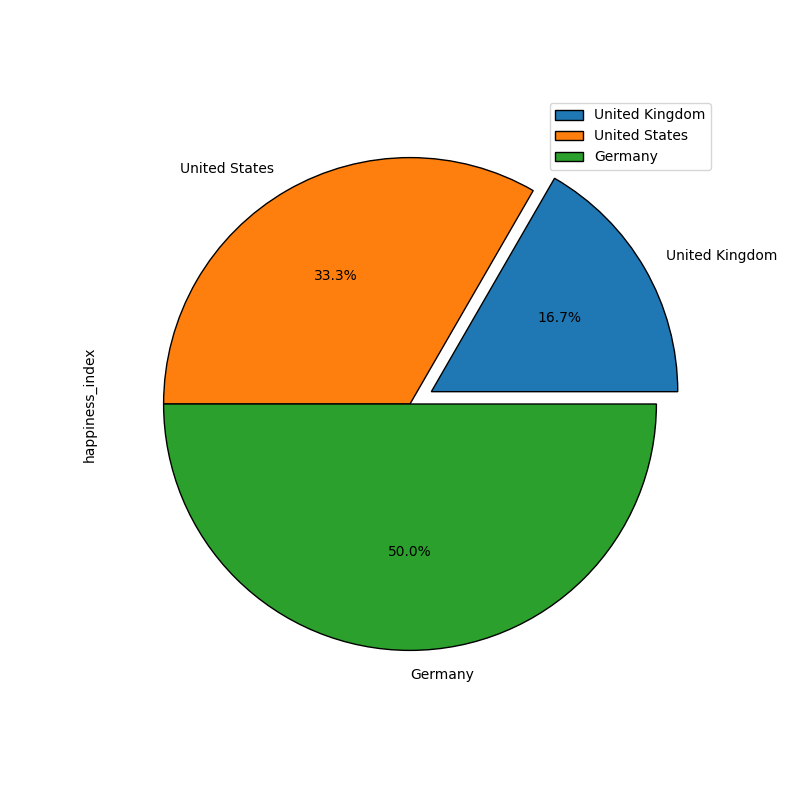 United Kingdom
United States
Germany
United States
United Kingdom
33.3%
16.7%
happiness_index
50.0%
Germany